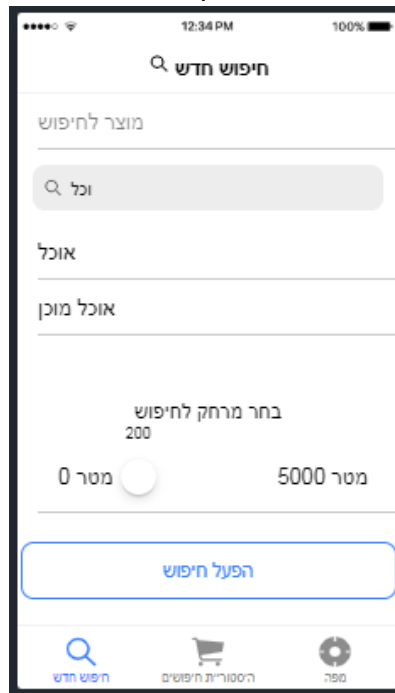 12:34 PM 100%
חיפוש חדש
מוצר לחיפוש
וכל
אוכל
אוכל מוכן
בחר מרחק לחיפוש
200
0 מטר 5000 מטר
הפעל חיפוש
חיפוש חדש היסטוריית חיפושים מפה